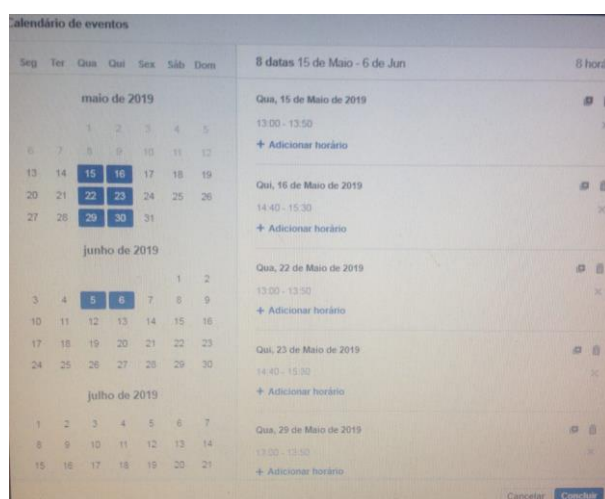 Calendário de eventos
Seg Ter Qua Qui Sex Sáb Dom
maio de 2019
1 2 3 4 5
6 7 8 9 10 11 12
13 14 15 16 17 18 19
20 21 22 23 24 25 26
27 28 29 30 31
junho de 2019
1 2
3 4 5 6 7 8 9
10 11 12 13 14 15 16
17 18 19 20 21 22 23
24 25 26 27 28 29 30
julho de 2019
1 2 3 4 5 6 7
8 9 10 11 12 13 14
15 16 17 18 19 20 21
8 datas 15 de Maio - 6 de Jun
8 horá
Qua, 15 de Maio de 2019
13:00 - 13:50
+ Adicionar horário
Qui, 16 de Maio de 2019
14:40 - 15:30
+ Adicionar horário
Qua, 22 de Maio de 2019
13:00 - 13:50
+ Adicionar horário
Qui, 23 de Maio de 2019
14:40 - 15:30
+ Adicionar horário
Qua, 29 de Maio de 2019
13:00 - 13:50
+ Adicionar horário
Cancelar Concluir